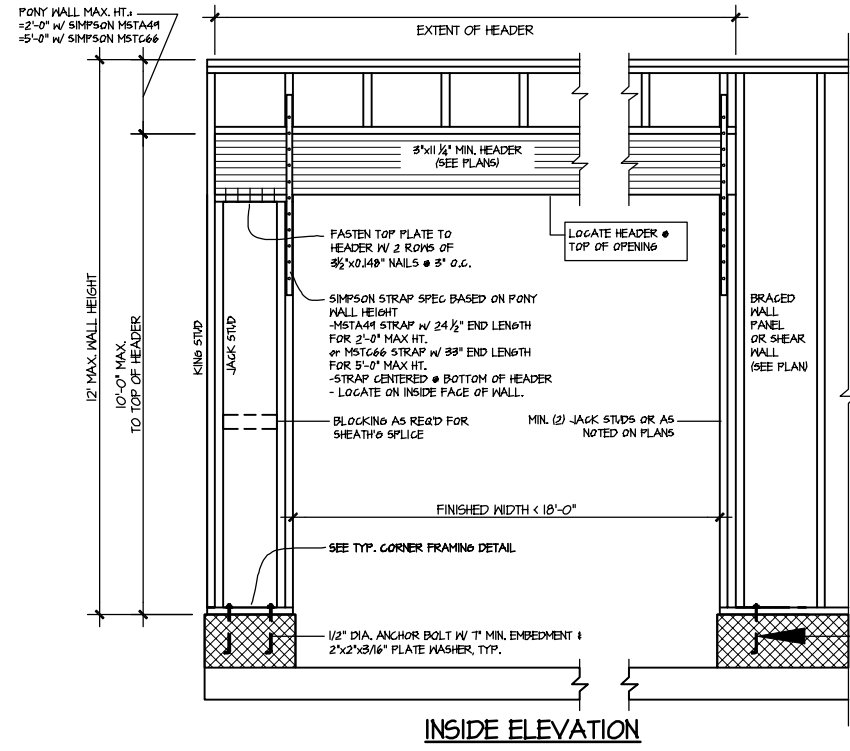 PONY WALL MAX. HT.:
=2'-0" W/ SIMPSON MSTA49
=5'-0" W/ SIMPSON MSTC66
EXTENT OF HEADER
3"x11 1/4" MIN. HEADER
(SEE PLANS)
FASTEN TOP PLATE TO
HEADER W/ 2 ROWS OF
3½"x0.148" NAILS @ 3" O.C.
LOCATE HEADER @
TOP OF OPENING
SIMPSON STRAP SPEC BASED ON PONY
WALL HEIGHT
-MSTA49 STRAP W/ 24 ½" END LENGTH
FOR 2'-0" MAX HT.
or MSTC66 STRAP W/ 33" END LENGTH
FOR 5'-0" MAX HT.
-STRAP CENTERED @ BOTTOM OF HEADER
- LOCATE ON INSIDE FACE OF WALL.
BRACED
WALL
PANEL
OR SHEAR
WALL
(SEE PLAN)
12' MAX. WALL HEIGHT
10'-0" MAX.
TO TOP OF HEADER
KING STUD
JACK STUD
BLOCKING AS REQ'D FOR
SHEATH'G SPLICE
MIN. (2) JACK STUDS OR AS
NOTED ON PLANS
FINISHED WIDTH < 18'-0"
SEE TYP. CORNER FRAMING DETAIL
1/2" DIA. ANCHOR BOLT W/ 7" MIN. EMBEDMENT &
2"x2"x3/16" PLATE WASHER, TYP.
INSIDE ELEVATION